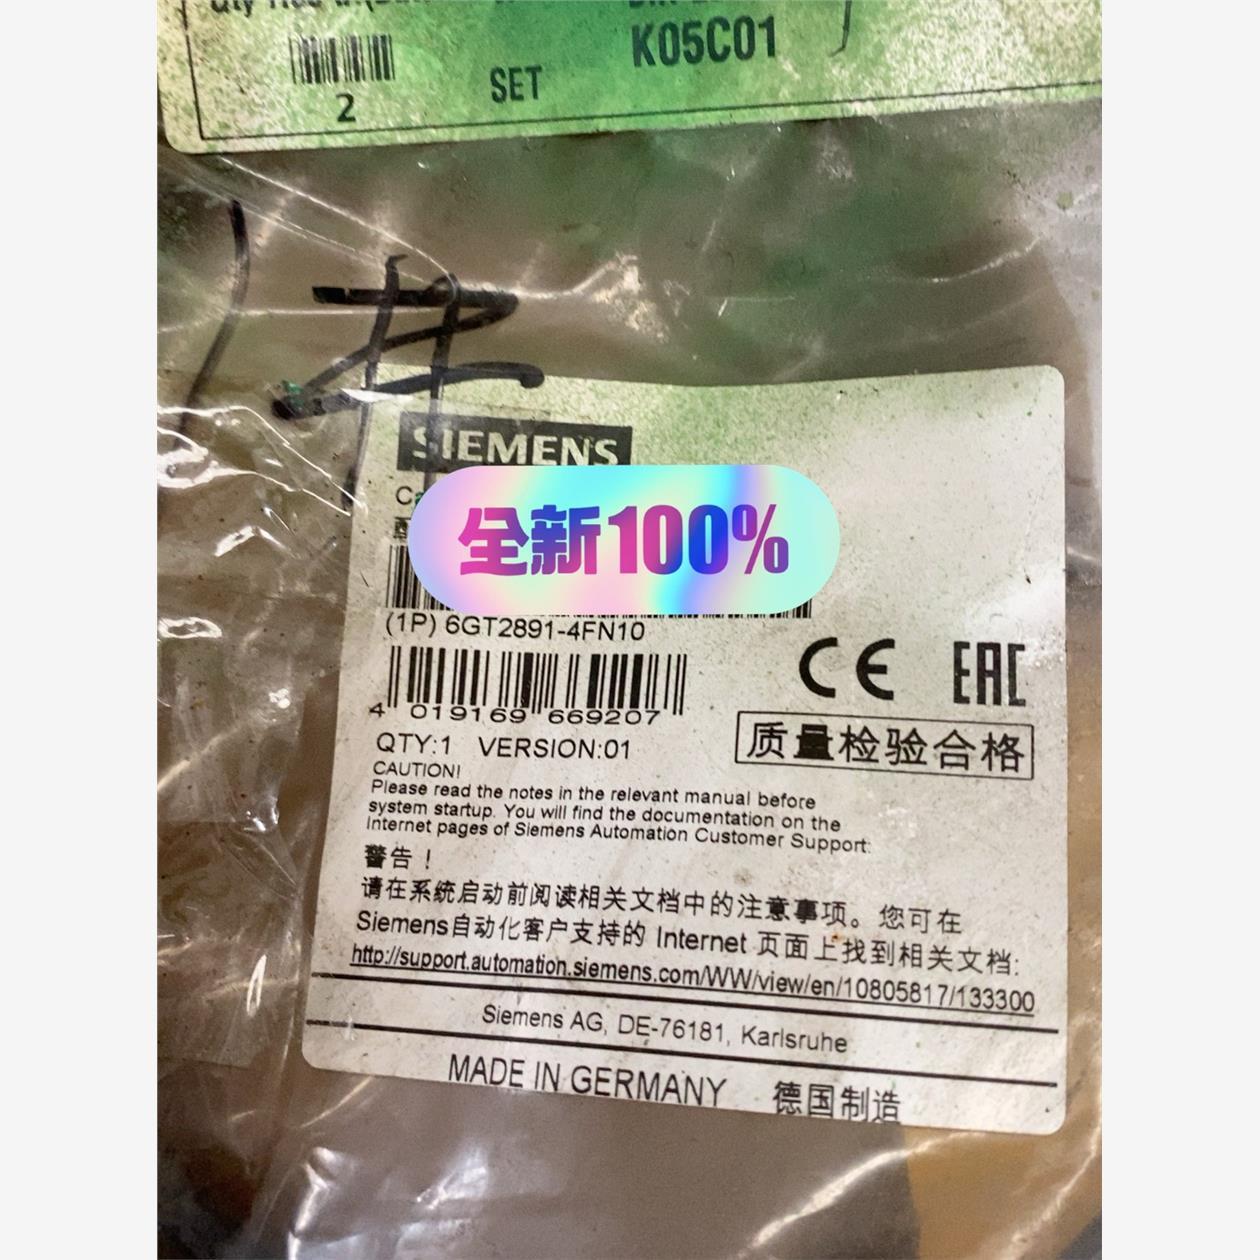 K05C01
SET
2
SIEMENS
全新100%
(1P) 6GT2891-4FN10
4 019169 669207
CE EAC
QTY:1 VERSION:01
质量检验合格
CAUTION!
Please read the notes in the relevant manual before
system startup. You will find the documentation on the
Internet pages of Siemens Automation Customer Support:
警告！
请在系统启动前阅读相关文档中的注意事项。您可在
Siemens自动化客户支持的 Internet 页面上找到相关文档:
http://support.automation.siemens.com/WW/view/en/10805817/133300
Siemens AG, DE-76181, Karlsruhe
MADE IN GERMANY 德国制造